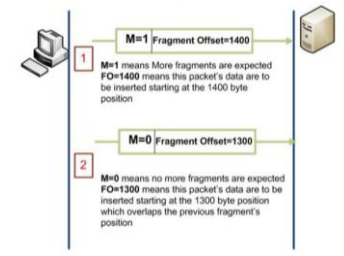 M=1 Fragment Offset=1400
1
M=1 means More fragments are expected
FO=1400 means this packet's data are to
be inserted starting at the 1400 byte
position
M=0 Fragment Offset=1300
2
M=0 means no more fragments are expected
FO=1300 means this packet's data are to be
inserted starting at the 1300 byte position
which overlaps the previous fragment's
position